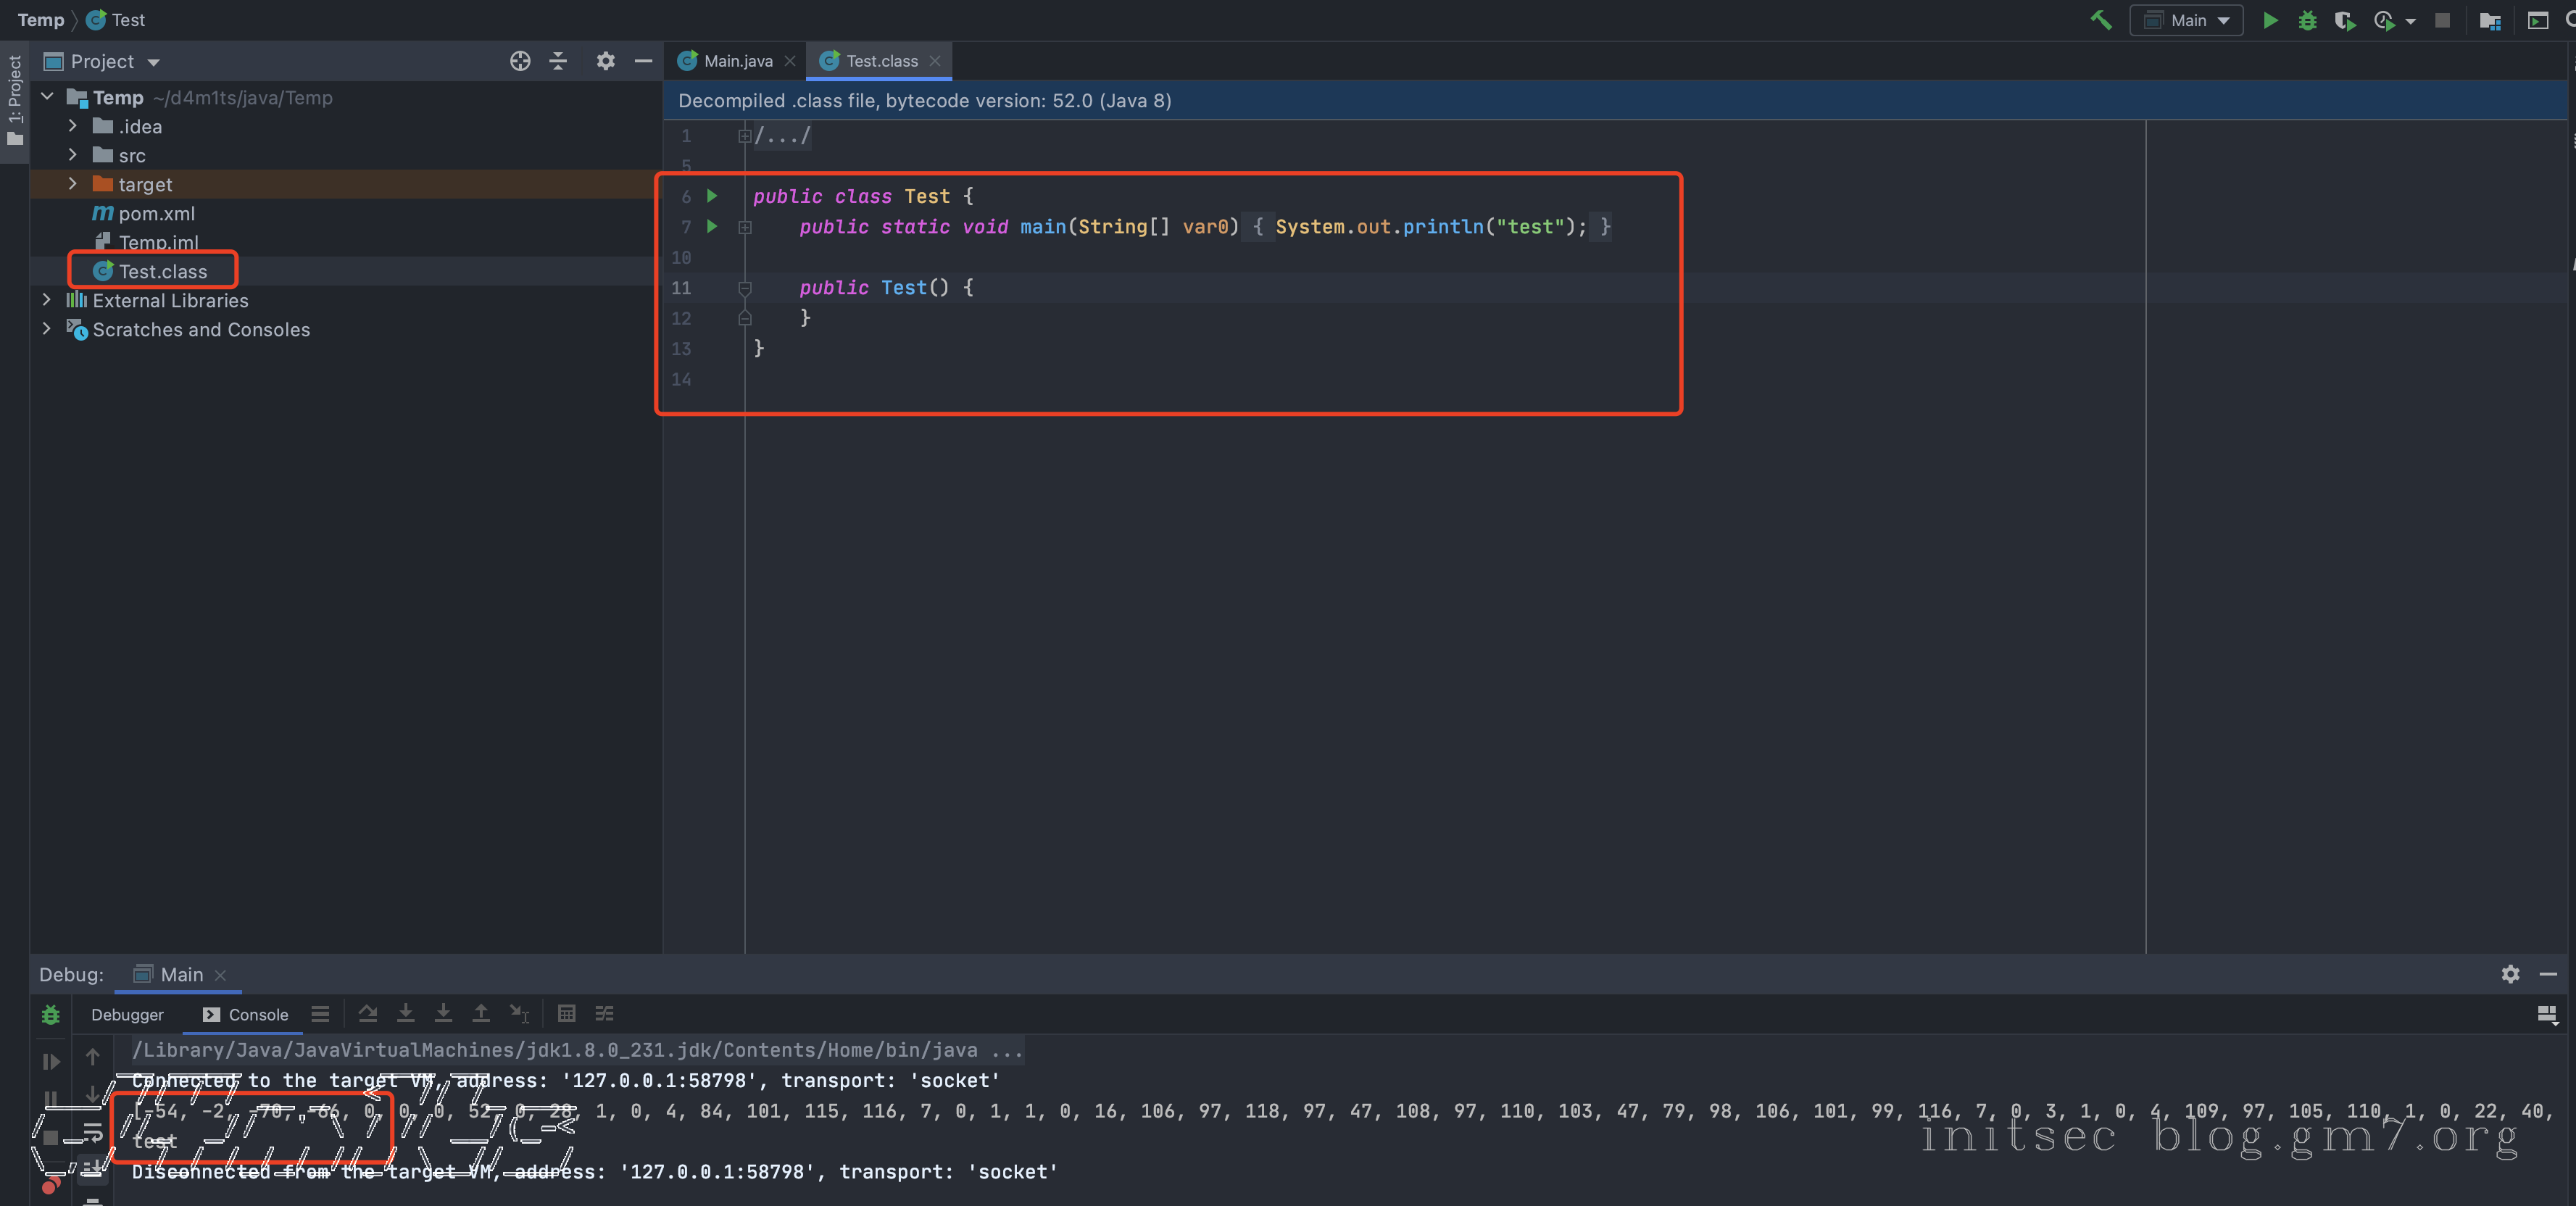 Temp Test
Main
1: Project
Project
Main.java
Test.class
Temp ~/d4m1ts/java/Temp
.idea
src
target
pom.xml
Temp.iml
Test.class
External Libraries
Scratches and Consoles
Decompiled .class file, bytecode version: 52.0 (Java 8)
1 /.../
5
6 public class Test {
7 public static void main(String[] var0) { System.out.println("test"); }
10
11 public Test() {
12 }
13 }
14
Debug: Main
Debugger Console
/Library/Java/JavaVirtualMachines/jdk1.8.0_231.jdk/Contents/Home/bin/java ...
Connected to the target VM, address: '127.0.0.1:58798', transport: 'socket'
[-54, -2, -70, -66, 0, 0, 0, 52, 0, 28, 1, 0, 4, 84, 101, 115, 116, 7, 0, 1, 1, 0, 16, 106, 97, 118, 97, 47, 108, 97, 110, 103, 47, 79, 98, 106, 101, 99, 116, 7, 0, 3, 1, 0, 4, 109, 97, 105, 110, 1, 0, 22, 40,
test
Disconnected from the target VM, address: '127.0.0.1:58798', transport: 'socket'
initsec blog.gm7.org